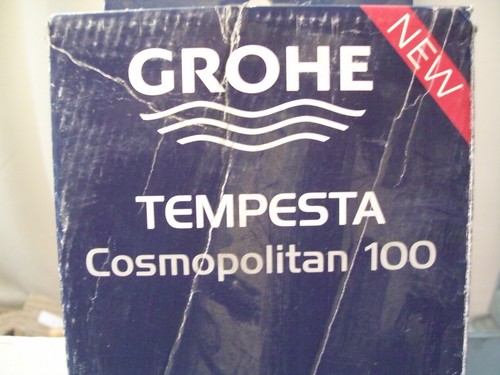 GROHE
NEW
TEMPESTA
Cosmopolitan 100